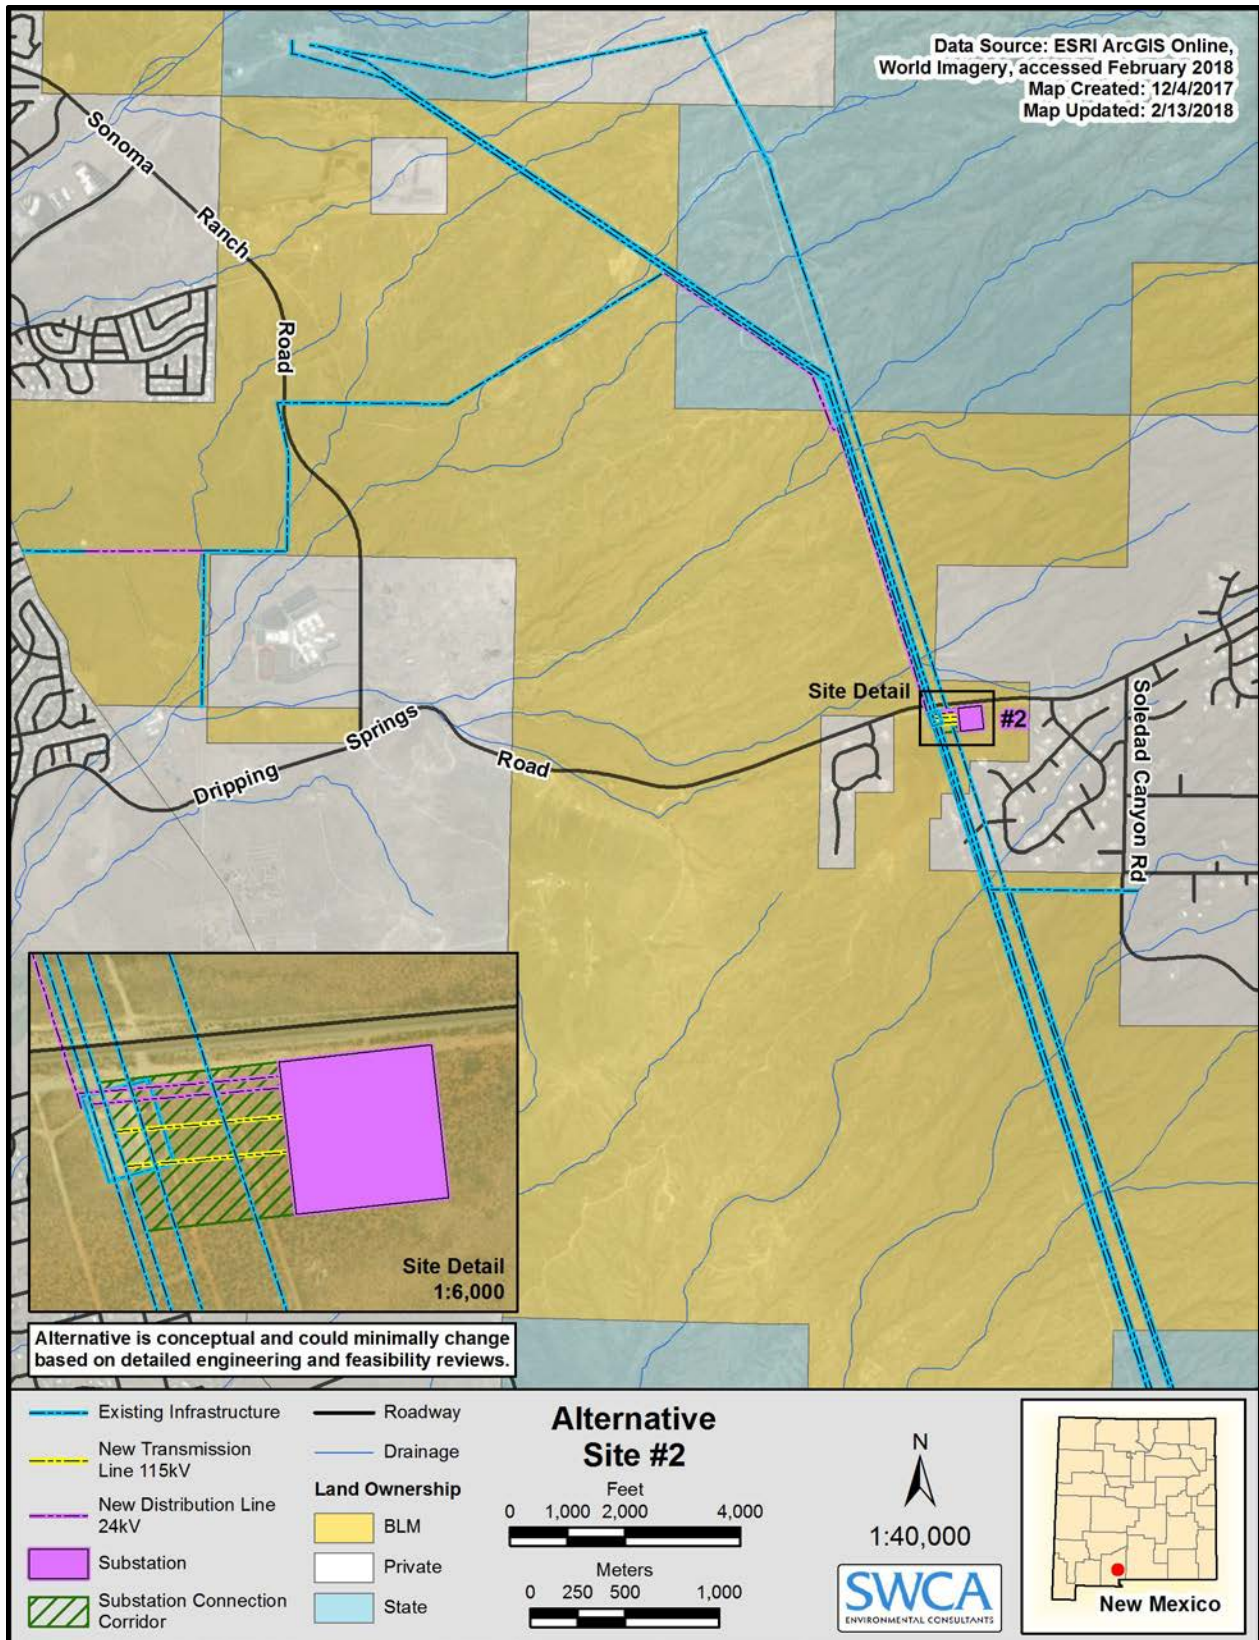 Data Source: ESRI ArcGIS Online,
World Imagery, accessed February 2018
Map Created: 12/4/2017
Map Updated: 2/13/2018
Sonoma
Ranch
Road
Site Detail
#2
Soledad Canyon Rd
Dripping
Springs
Road
Site Detail
1:6,000
Alternative is conceptual and could minimally change
based on detailed engineering and feasibility reviews.
Existing Infrastructure
New Transmission
Line 115kV
New Distribution Line
24kV
Substation
Substation Connection
Corridor
Roadway
Drainage
Land Ownership
BLM
Private
State
Alternative
Site #2
Feet
0 1,000 2,000 4,000
Meters
0 250 500 1,000
N
1:40,000
SWCA
ENVIRONMENTAL CONSULTANTS
New Mexico